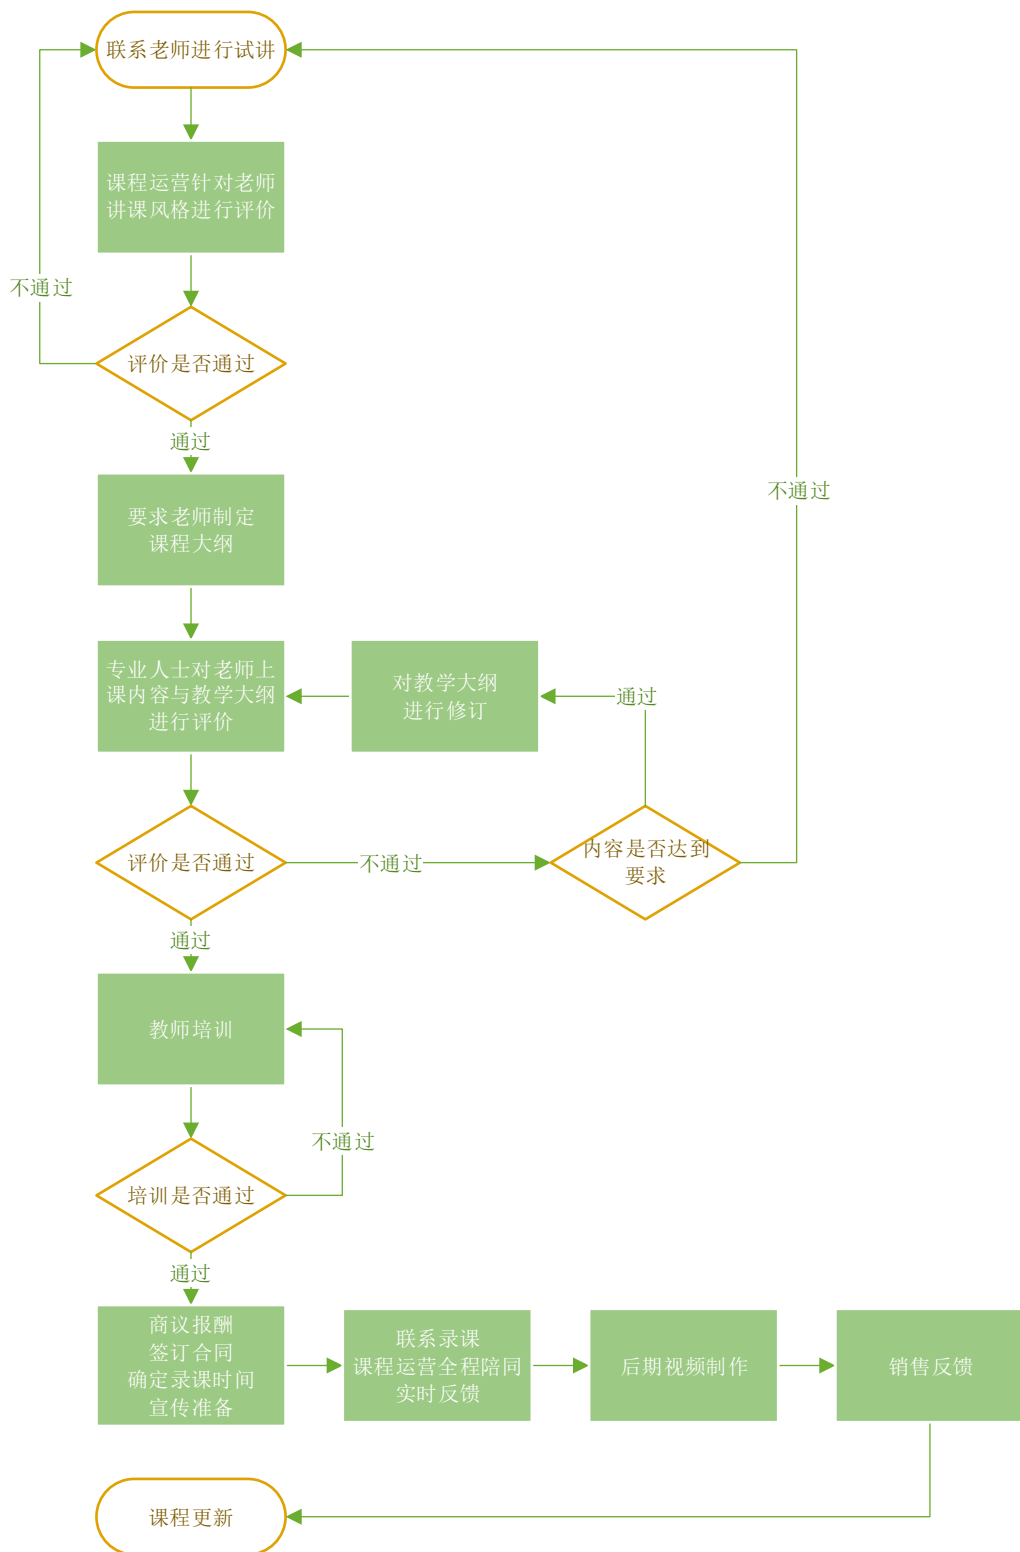 联系老师进行试讲
课程运营针对老师
讲课风格进行评价
不通过
评价是否通过
通过
要求老师制定
课程大纲
不通过
专业人士对老师上
课内容与教学大纲
进行评价
对教学大纲
进行修订
通过
评价是否通过
不通过
内容是否达到
要求
通过
教师培训
不通过
培训是否通过
通过
商议报酬
签订合同
确定录课时间
宣传准备
联系录课
课程运营全程陪同
实时反馈
后期视频制作
销售反馈
课程更新